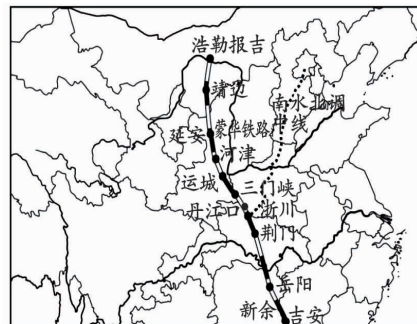 浩勒报吉
靖边
南水北调
中线
延安
蒙华铁路
河津
运城
三门峡
丹江口
浙川
荆门
岳阳
新余
吉安